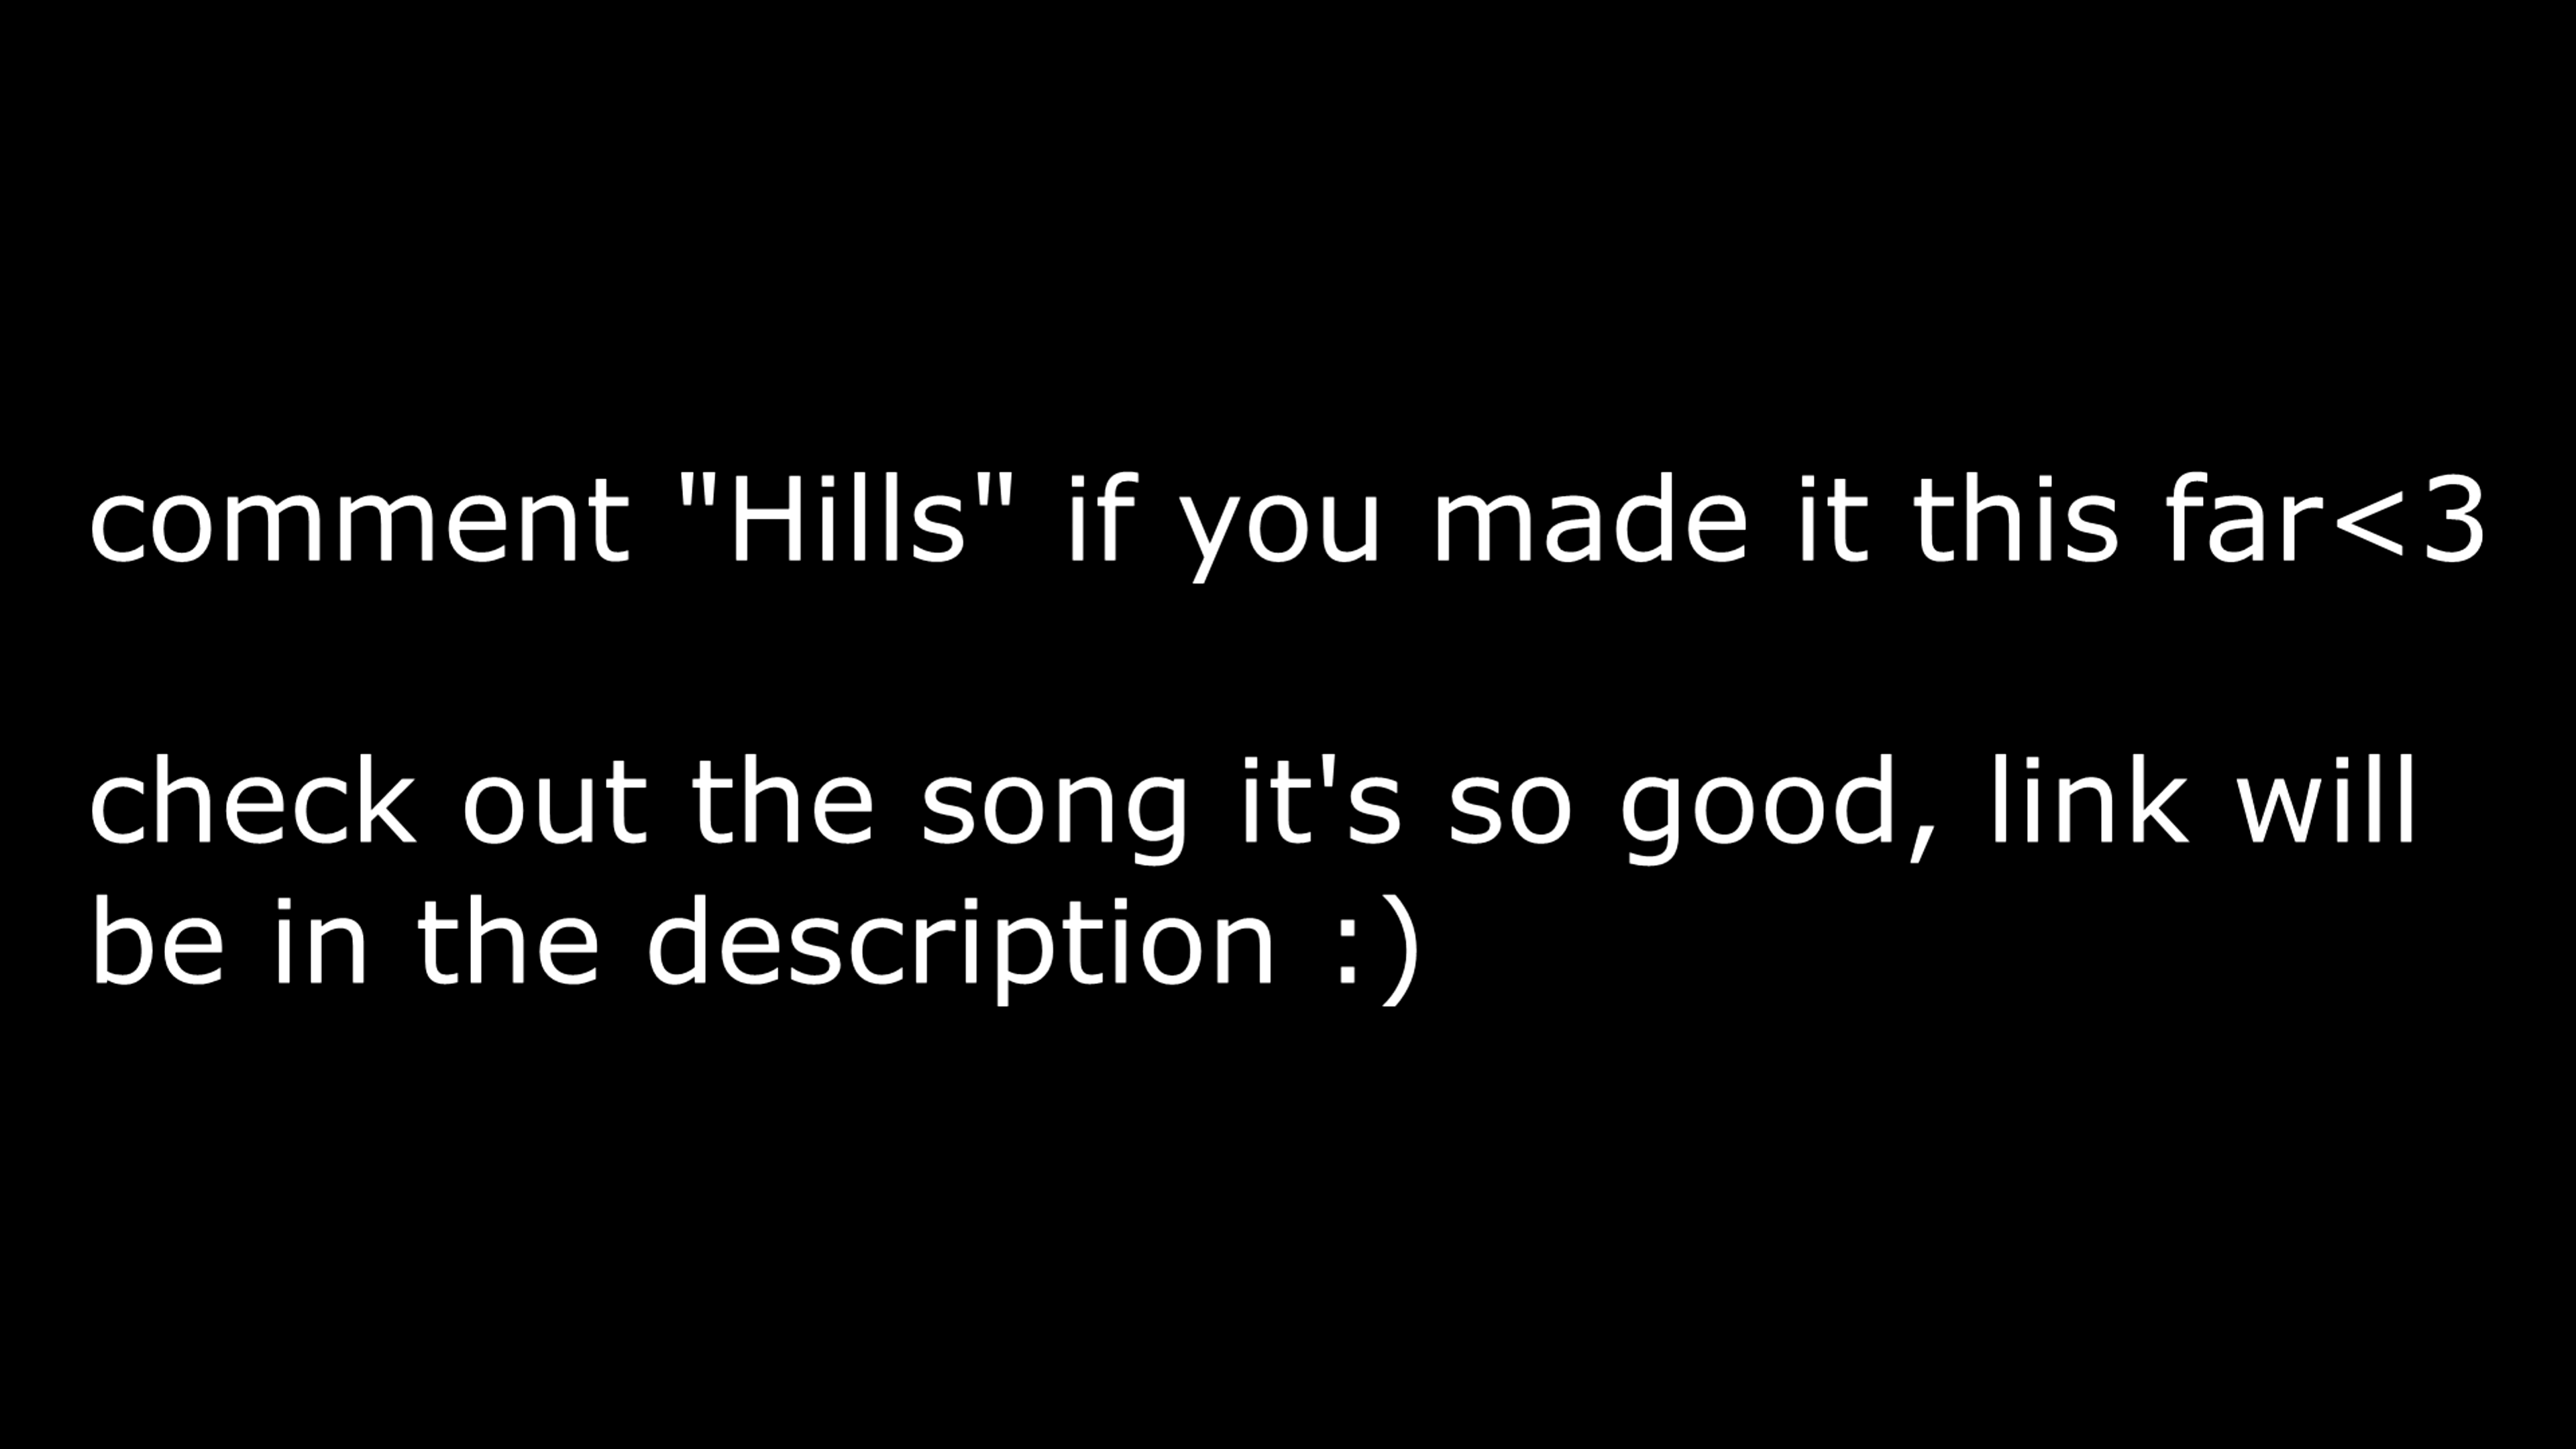 comment "Hills" if you made it this far<3
check out the song it's so good, link will
be in the description :)